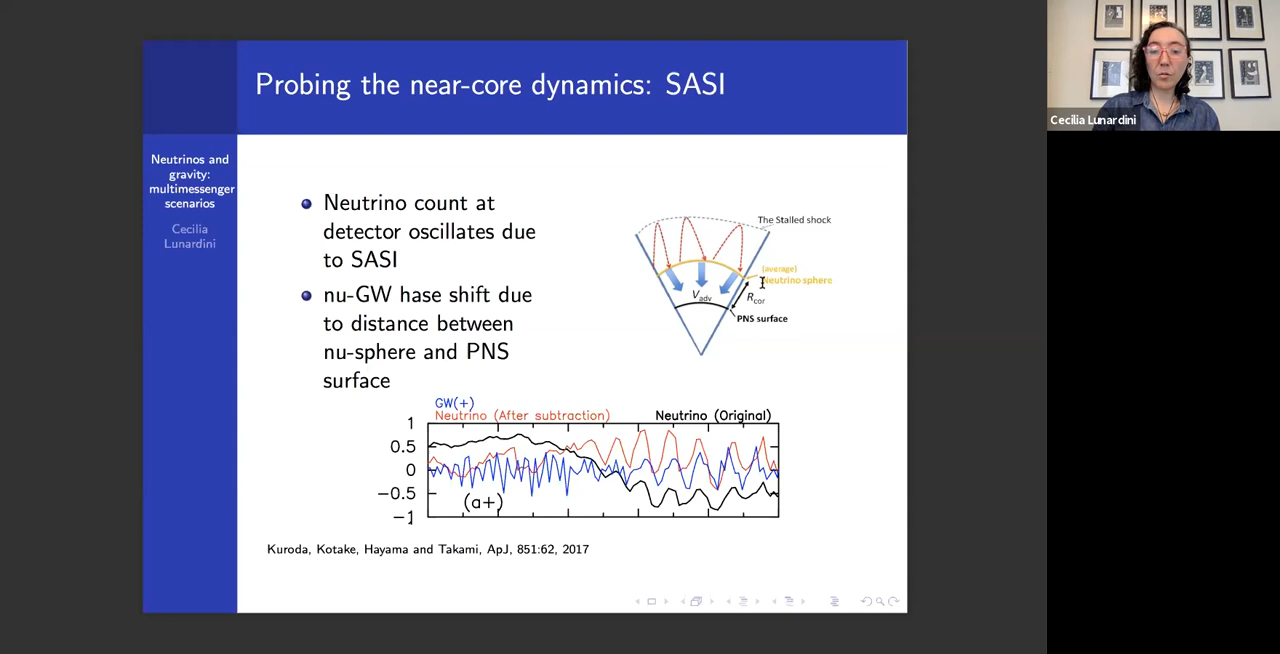 Probing the near-core dynamics: SASI
Neutrinos and
gravity:
multimessenger
scenarios
Cecilia
Lunardini
Neutrino count at
detector oscillates due
to SASI
nu-GW hase shift due
to distance between
nu-sphere and PNS
surface
The Stalled shock
(average)
Neutrino sphere
Vadv
Rcor
PNS surface
GW(+)
Neutrino (After subtraction)
Neutrino (Original)
1
0.5
0
−0.5
−1
(a+)
Kuroda, Kotake, Hayama and Takami, ApJ, 851:62, 2017
Cecilia Lunardini